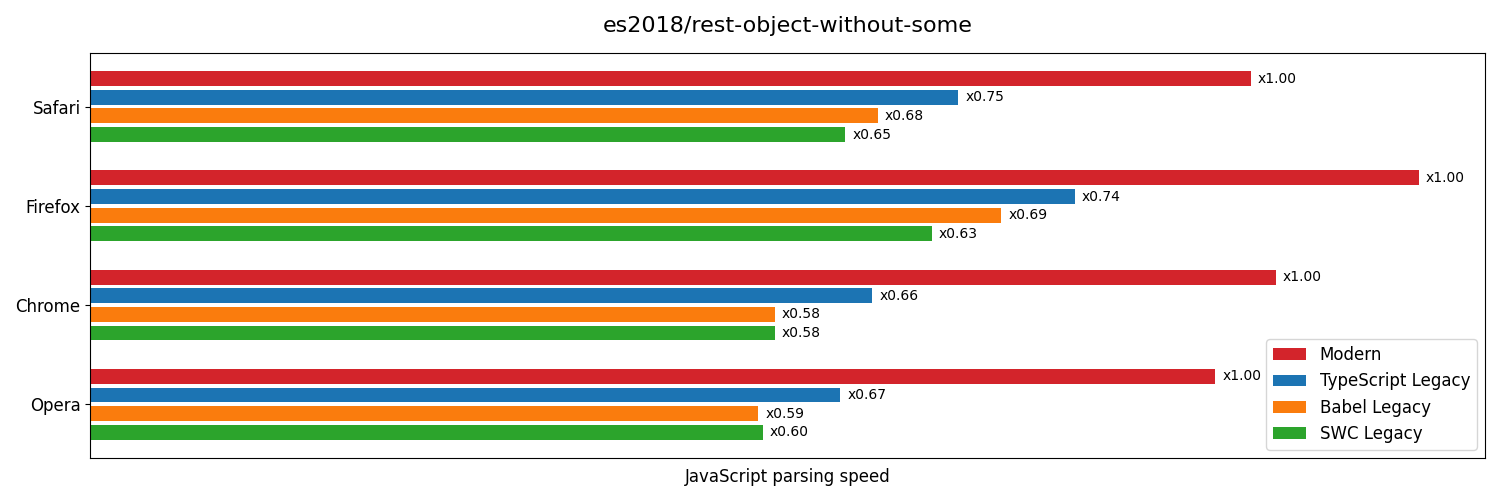 es2018/rest-object-without-some
Safari
x1.00
x0.75
x0.68
x0.65
Firefox
x1.00
x0.74
x0.69
x0.63
Chrome
x1.00
x0.66
x0.58
x0.58
Opera
x1.00
x0.67
x0.59
x0.60
Modern
TypeScript Legacy
Babel Legacy
SWC Legacy
JavaScript parsing speed